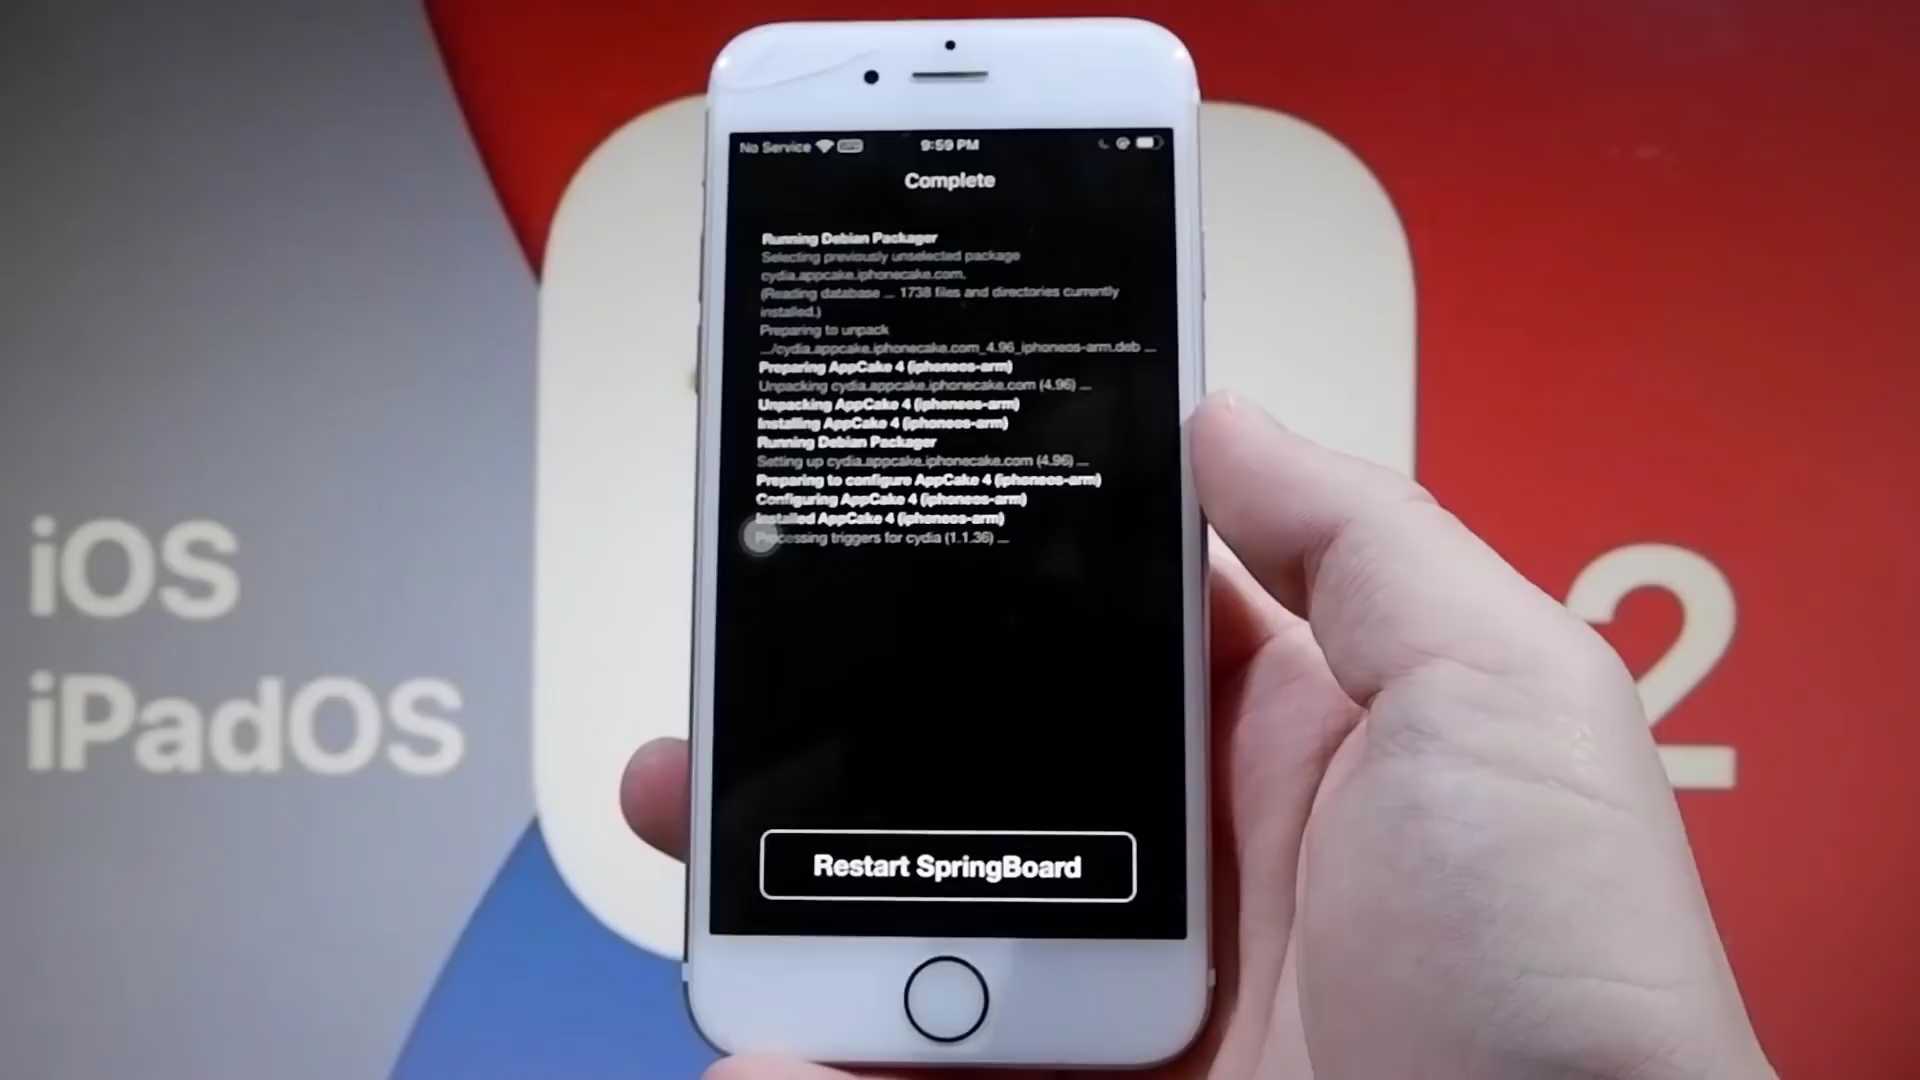 No Service
9:59 PM
Complete
Running Debian Packager
Selecting previously unselected package
cydia.appcake.iphonecake.com.
(Reading database ... 1738 files and directories currently
installed.)
Preparing to unpack
.../cydia.appcake.iphonecake.com_4.96_iphoneos-arm.deb ...
Preparing AppCake 4 (iphoneos-arm)
Unpacking cydia.appcake.iphonecake.com (4.96) ...
Unpacking AppCake 4 (iphoneos-arm)
Installing AppCake 4 (iphoneos-arm)
Running Debian Packager
Setting up cydia.appcake.iphonecake.com (4.96) ...
Preparing to configure AppCake 4 (iphoneos-arm)
Configuring AppCake 4 (iphoneos-arm)
Installed AppCake 4 (iphoneos-arm)
Processing triggers for cydia (1.1.36) ...
Restart SpringBoard
iOS
iPadOS
2